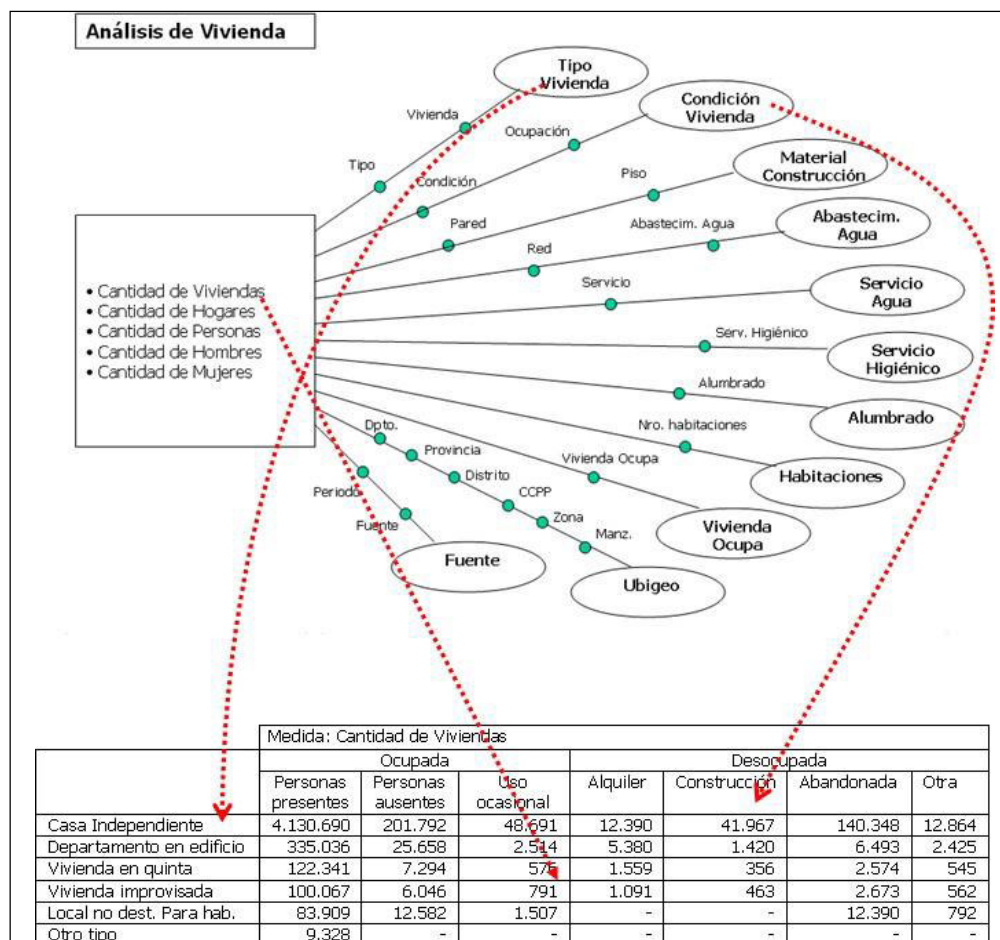 Análisis de Vivienda
Tipo
Vivienda
Condición
Vivienda
Material
Construcción
Abastecim.
Agua
Servicio
Agua
Servicio
Higiénico
Alumbrado
Habitaciones
Vivienda
Ocupa
Ubigeo
Fuente
Vivienda
Tipo
Ocupación
Condición
Piso
Pared
Abastecim. Agua
Red
Servicio
Serv. Higiénico
Alumbrado
Nro. habitaciones
Vivienda Ocupa
Dpto.
Provincia
Distrito
CCPP
Zona
Manz.
Periodo
Fuente
• Cantidad de Viviendas
• Cantidad de Hogares
• Cantidad de Personas
• Cantidad de Hombres
• Cantidad de Mujeres
Medida: Cantidad de Viviendas
Ocupada Desocupada
Personas presentes Personas ausentes Uso ocasional Alquiler Construcción Abandonada Otra
Casa Independiente 4.130.690 201.792 48.691 12.390 41.967 140.348 12.864
Departamento en edificio 335.036 25.658 2.514 5.380 1.420 6.493 2.425
Vivienda en quinta 122.341 7.294 1.559 356 2.574 545
Vivienda improvisada 100.067 6.046 791 1.091 463 2.673 562
Local no dest. Para hab. 83.909 12.582 1.507 - - 12.390 792
Otro tipo 9.328 - - - - - -